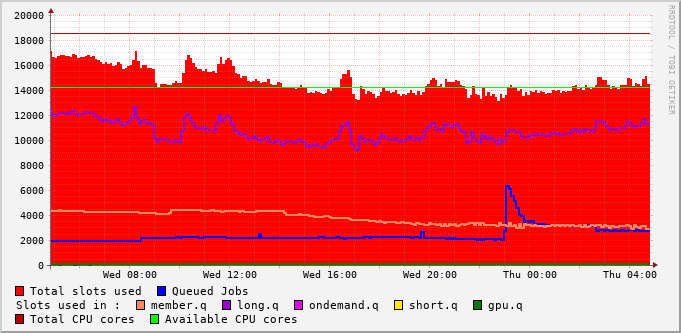 20000
18000
16000
14000
12000
10000
8000
6000
4000
2000
0
Wed 08:00 Wed 12:00 Wed 16:00 Wed 20:00 Thu 00:00 Thu 04:00
RRDTOOL / TOBI OETIKER
Total slots used Queued Jobs
Slots used in : member.q long.q ondemand.q short.q gpu.q
Total CPU cores Available CPU cores